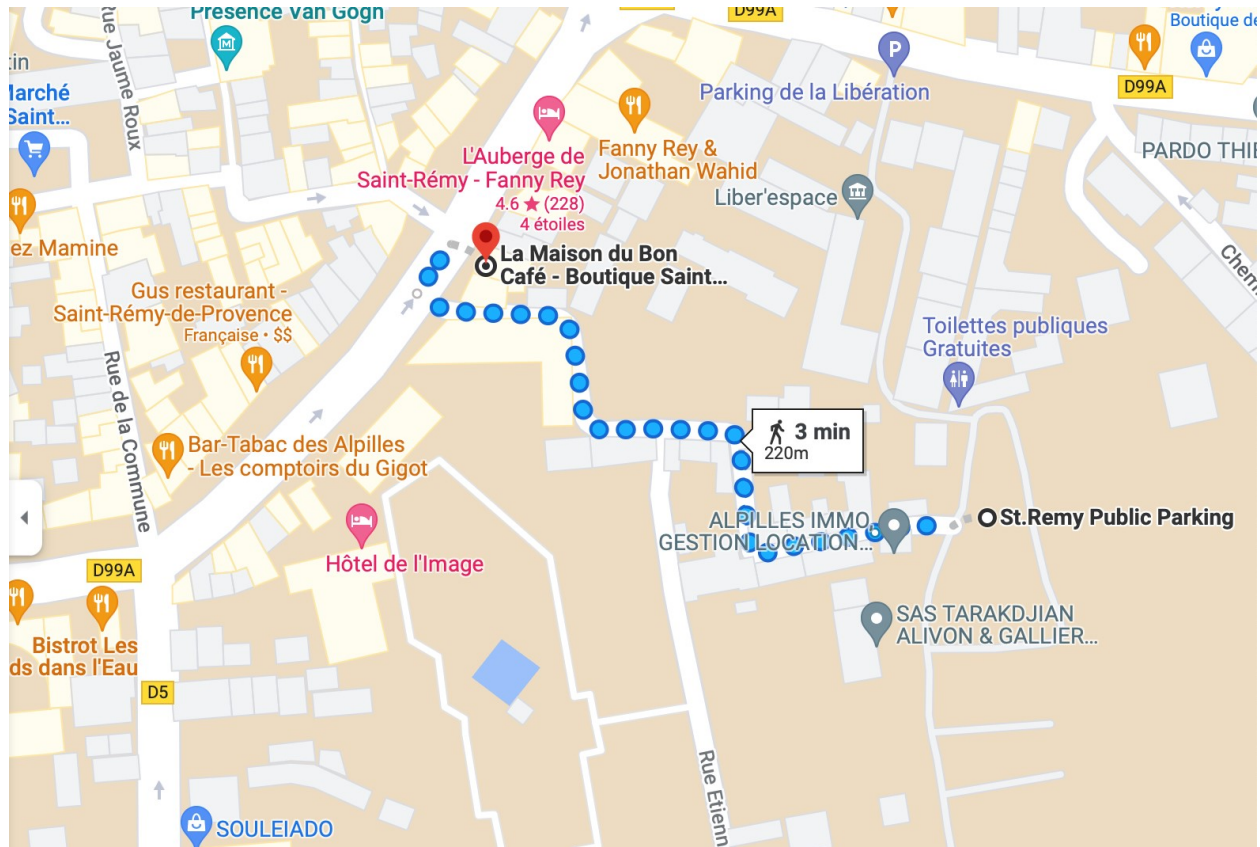 Présence Van Gogh
D99A
Boutique de
Rue Jaume Roux
tin
Marché
Saint...
P
Parking de la Libération
D99A
L'Auberge de
Saint-Rémy - Fanny Rey
4.6 ★ (228)
4 étoiles
Fanny Rey &
Jonathan Wahid
PARDO THIE
Liber'espace
ez Mamine
La Maison du Bon
Café - Boutique Saint...
Chem
Gus restaurant -
Saint-Rémy-de-Provence
Française • $$
Toilettes publiques
Gratuites
Rue de la Commune
3 min
220m
Bar-Tabac des Alpilles
- Les comptoirs du Gigot
ALPILLES IMMO
GESTION LOCATION...
St.Remy Public Parking
Hôtel de l'Image
D99A
SAS TARAKDJIAN
ALIVON & GALLIER...
Bistrot Les
ds dans l'Eau
D5
Rue Etienn
SOULEIADO